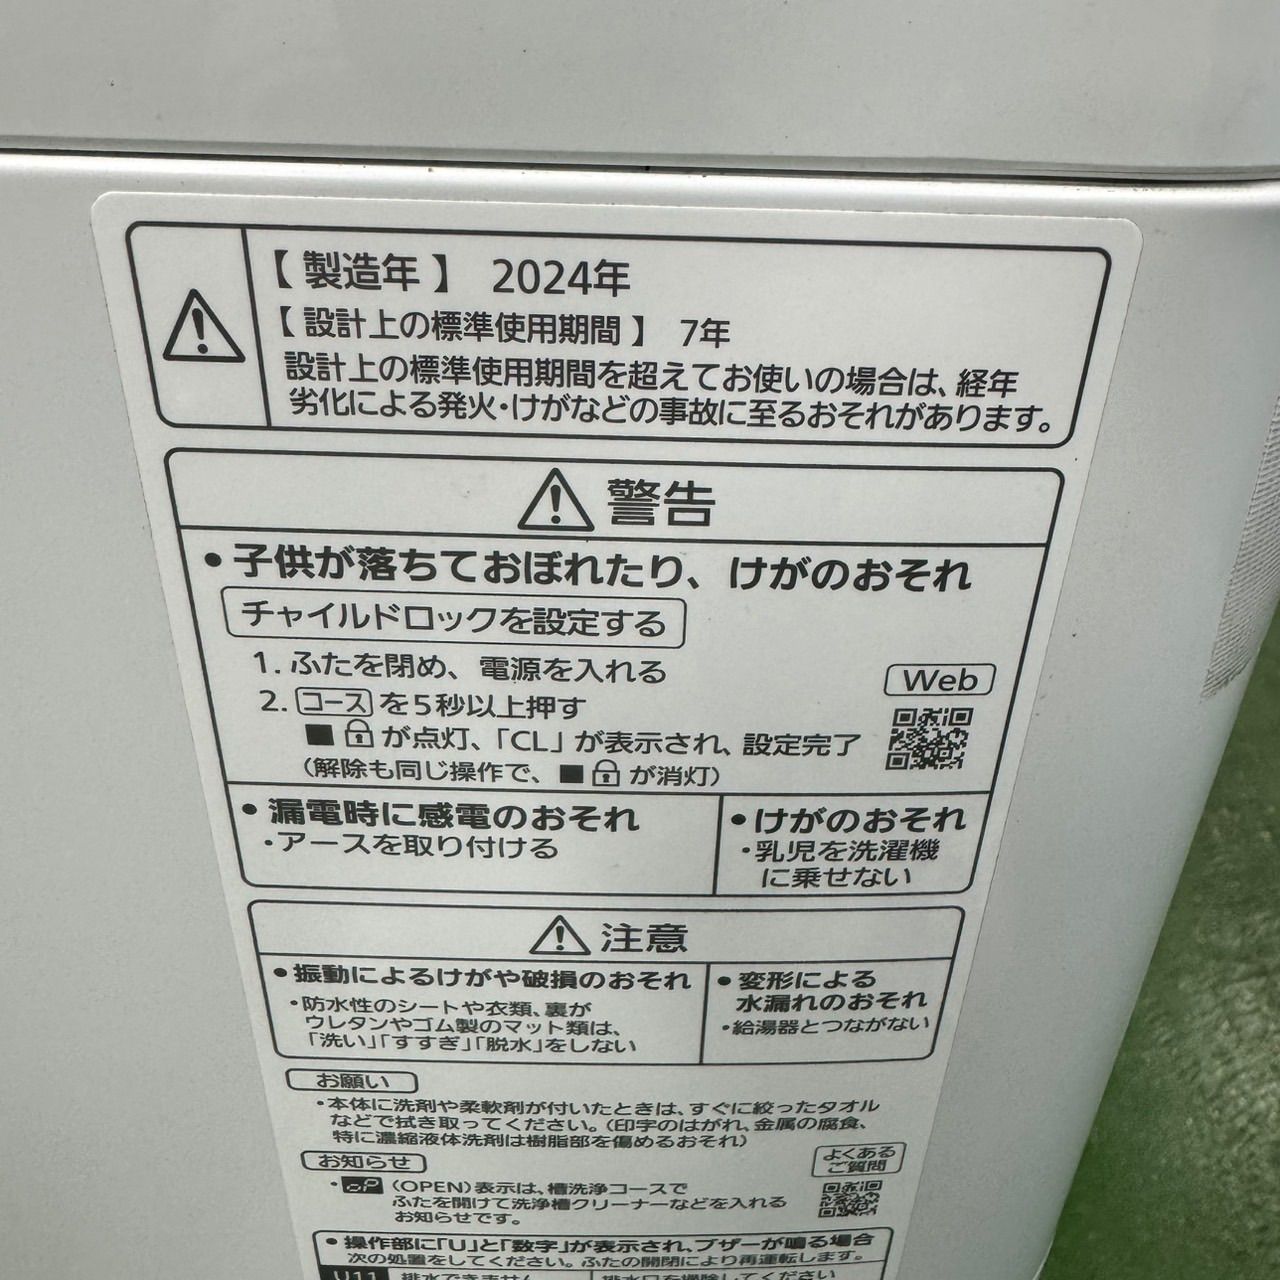 【 製造年 】 2024年
【 設計上の標準使用期間 】 7年
設計上の標準使用期間を超えてお使いの場合は、経年
劣化による発火・けがなどの事故に至るおそれがあります。
警告
● 子供が落ちておぼれたり、けがのおそれ
チャイルドロックを設定する
1. ふたを閉め、電源を入れる
2. コース を5秒以上押す
■ が点灯、「CL」が表示され、設定完了
(解除も同じ操作で、■ が消灯)
Web
● 漏電時に感電のおそれ
・アースを取り付ける
● けがのおそれ
・乳児を洗濯機
に乗せない
注意
● 振動によるけがや破損のおそれ
・防水性のシートや衣類、裏が
ウレタンやゴム製のマット類は、
「洗い」「すすぎ」「脱水」をしない
● 変形による
水漏れのおそれ
・給湯器とつながない
お願い
・本体に洗剤や柔軟剤が付いたときは、すぐに絞ったタオル
などで拭き取ってください。(印字のはがれ、金属の腐食、
特に濃縮液体洗剤は樹脂部を傷めるおそれ)
お知らせ
・oP (OPEN)表示は、槽洗浄コースで
ふたを開けて洗浄槽クリーナーなどを入れる
お知らせです。
よくある
ご質問
● 操作部に「U」と「数字」が表示され、ブザーが鳴る場合
次の処置をしてください。ふたの開閉により再運転します。
U11 排水できません 排水口を掃除してください